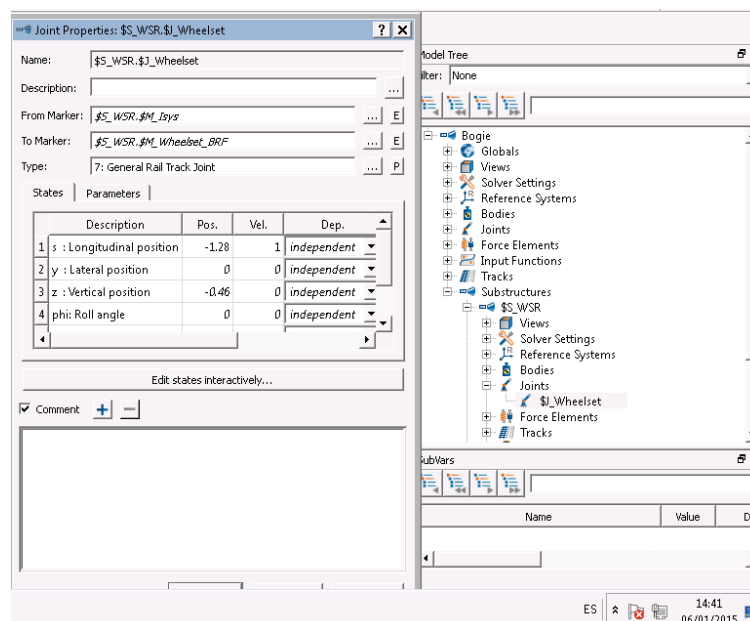 Joint Properties: $S_WSR.$J_Wheelset
? X
Name: $S_WSR.$J_Wheelset
Description: ...
From Marker: $S_WSR.$M_Isys ... E
To Marker: $S_WSR.$M_Wheelset_BRF ... E
Type: 7: General Rail Track Joint ... P
States Parameters
Description Pos. Vel. Dep.
1 s : Longitudinal position -1.28 1 independent
2 y : Lateral position 0 0 independent
3 z : Vertical position -0.46 0 independent
4 phi: Roll angle 0 0 independent
Edit states interactively...
Comment
Model Tree
Filter: None
Bogie
Globals
Views
Solver Settings
Reference Systems
Bodies
Joints
Force Elements
Input Functions
Tracks
Substructures
$S_WSR
Views
Solver Settings
Reference Systems
Bodies
Joints
$J_Wheelset
Force Elements
Tracks
SubVars
Name Value D
ES 14:41
06/01/2015